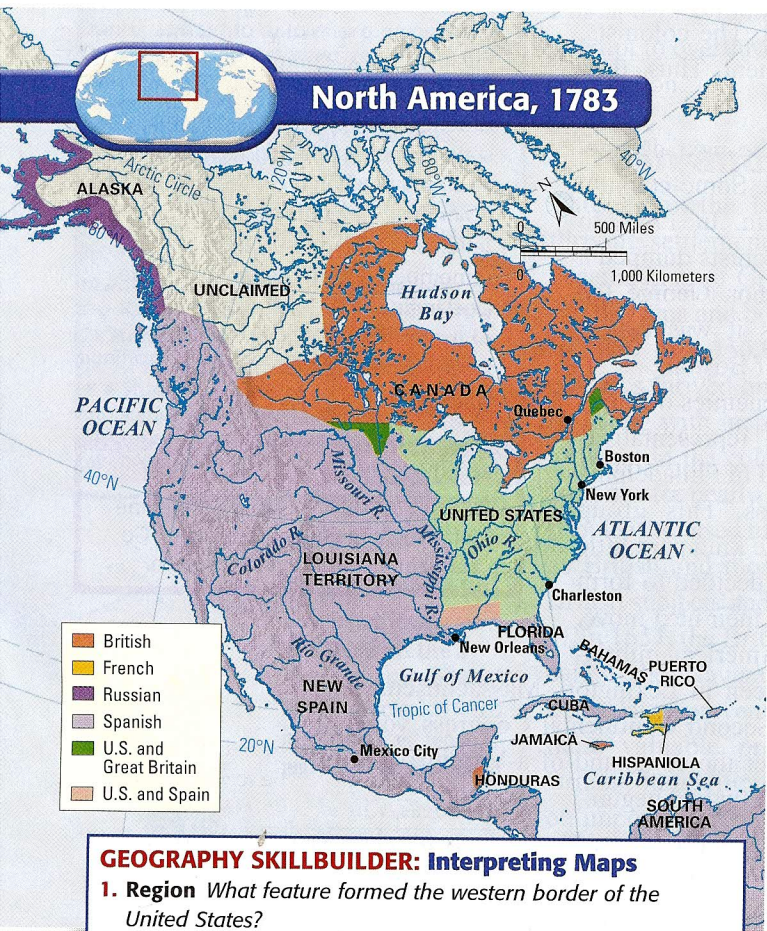 North America, 1783
Arctic Circle
120°W
80°W
40°W
ALASKA
60°N
N
0 500 Miles
0 1,000 Kilometers
UNCLAIMED
Hudson
Bay
CANADA
Quebec
PACIFIC
OCEAN
Boston
40°N
Missouri R.
New York
UNITED STATES
ATLANTIC
OCEAN
Mississippi R.
Ohio R.
Colorado R.
LOUISIANA
TERRITORY
Charleston
FLORIDA
New Orleans
Rio Grande
BAHAMAS
PUERTO
RICO
Gulf of Mexico
NEW
SPAIN
Tropic of Cancer
CUBA
20°N
Mexico City
JAMAICA
HISPANIOLA
HONDURAS
Caribbean Sea
SOUTH
AMERICA
British
French
Russian
Spanish
U.S. and
Great Britain
U.S. and Spain
GEOGRAPHY SKILLBUILDER: Interpreting Maps
1. Region What feature formed the western border of the
United States?